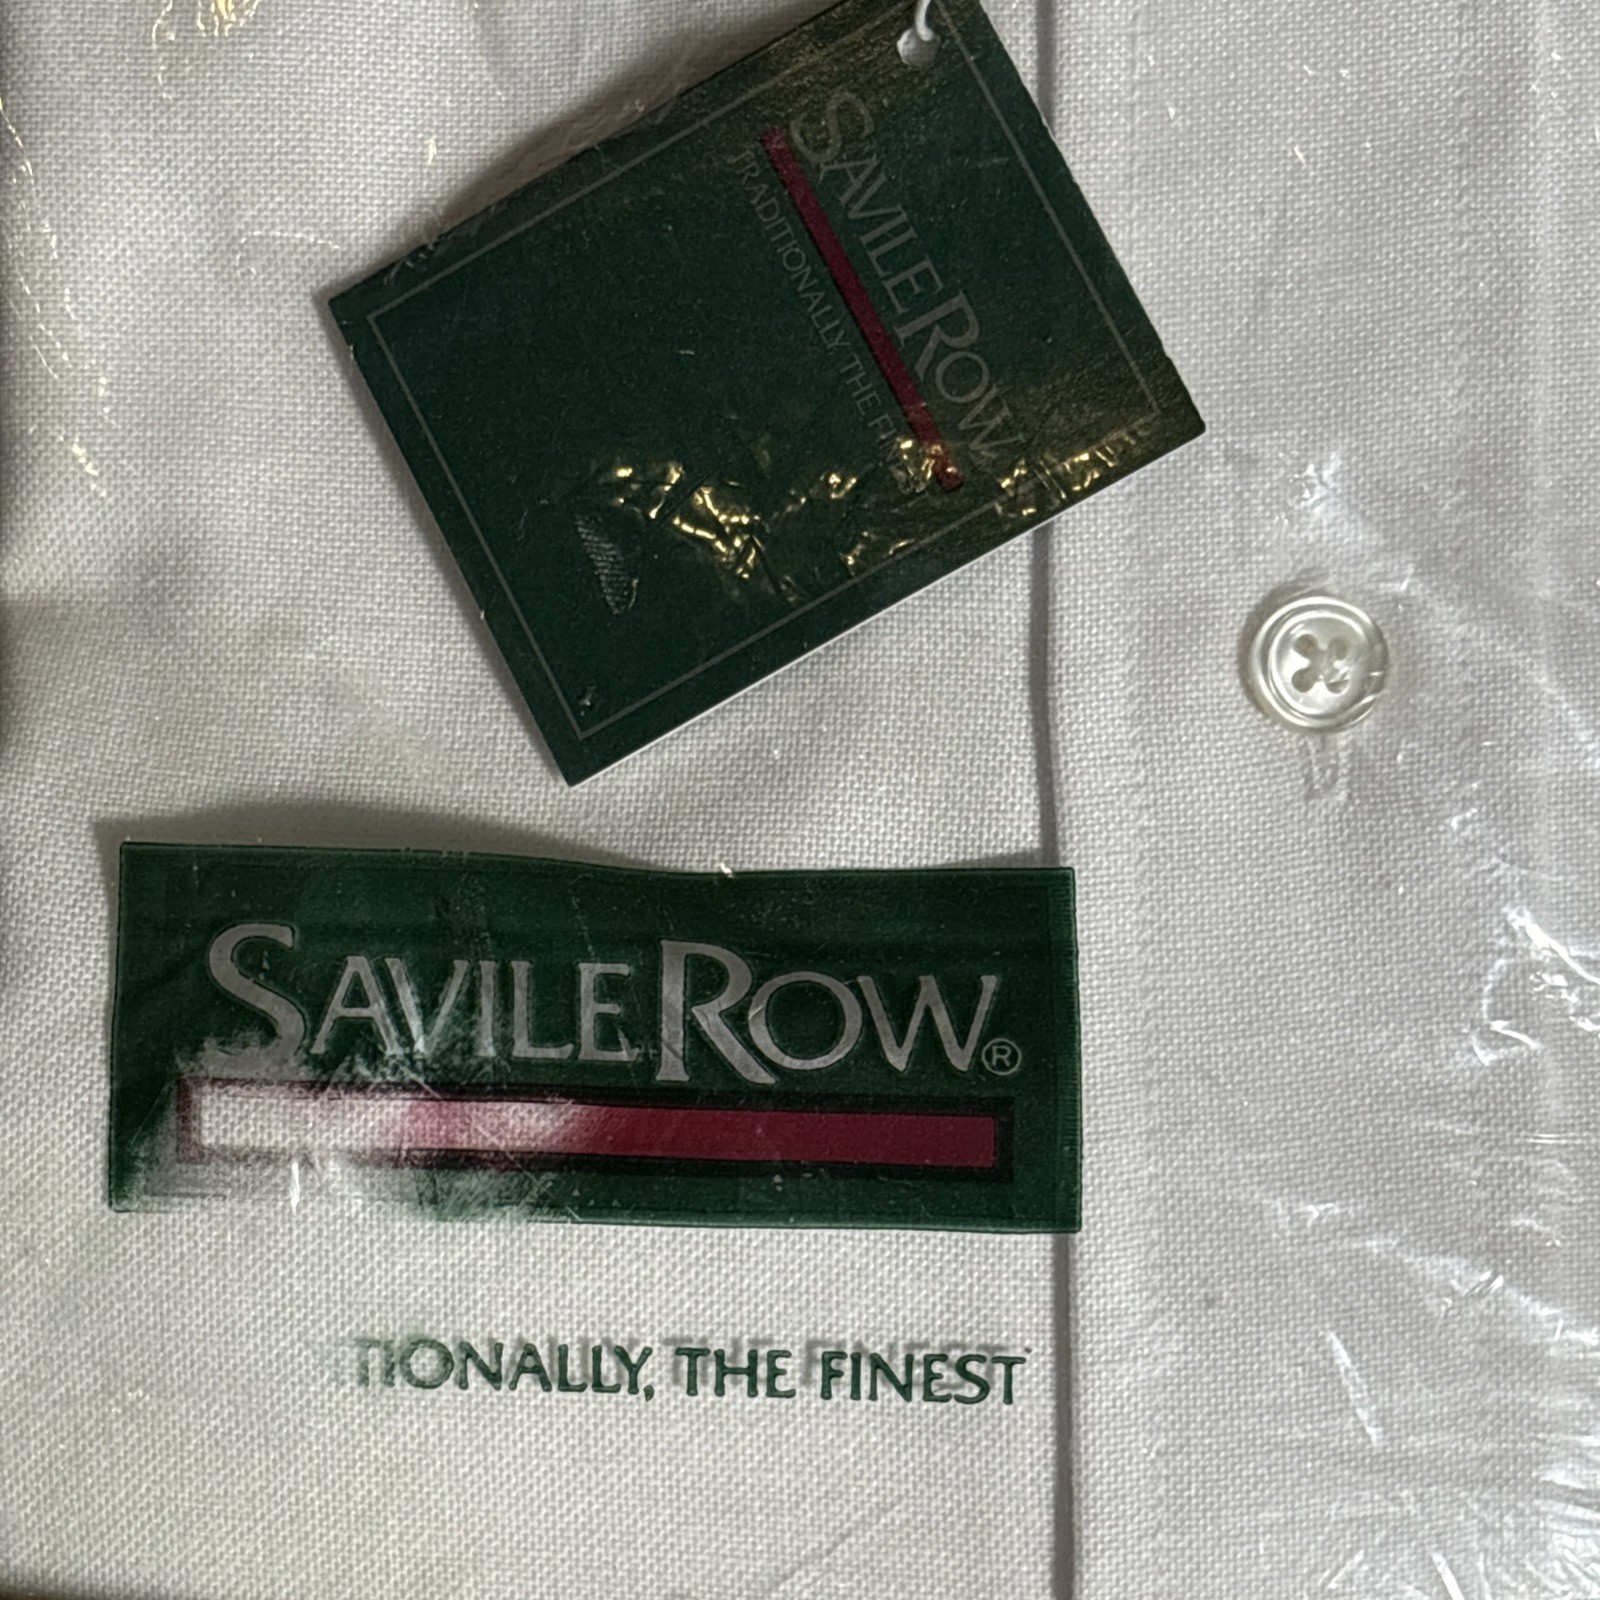 SAVILE ROW
TRADITIONALLY, THE FINEST
SAVILE ROW®
TIONALLY, THE FINEST